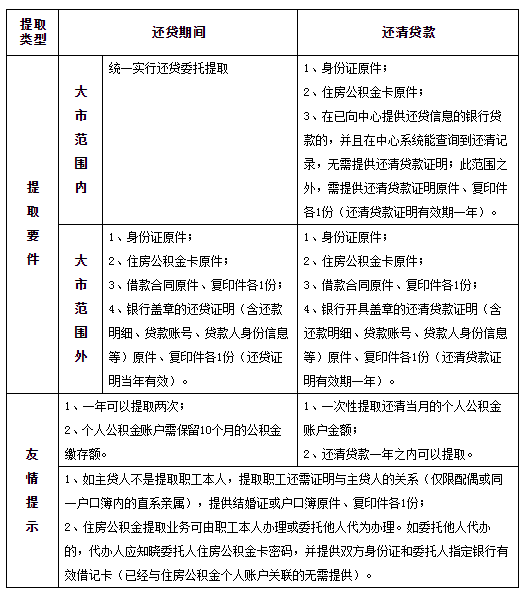 提取
类型
还贷期间
还清贷款
提
取
要
件
大
市
范
围
内
统一实行还贷委托提取
1、身份证原件；
2、住房公积金卡原件；
3、在已向中心提供还贷信息的银行贷
款的，并且在中心系统能查询到还清记
录，无需提供还清贷款证明；此范围之
外，需提供还清贷款证明原件、复印件
各1份（还清贷款证明有效期一年）。
大
市
范
围
外
1、身份证原件；
2、住房公积金卡原件；
3、借款合同原件、复印件各1份；
4、银行盖章的还贷证明（含还款
明细、贷款账号、贷款人身份信息
等）原件、复印件各1份（还贷证
明当年有效）。
1、身份证原件；
2、住房公积金卡原件；
3、借款合同原件、复印件各1份；
4、银行开具盖章的还清贷款证明（含
还款明细、贷款账号、贷款人身份信息
等）原件、复印件各1份（还清贷款证
明有效期一年）。
友
情
提
示
1、一年可以提取两次；
2、个人公积金账户需保留10个月的公积金
缴存额。
1、一次性提取还清当月的个人公积金
账户金额；
2、还清贷款一年之内可以提取。
1、如主贷人不是提取职工本人，提取职工还需证明与主贷人的关系（仅限配偶或同
一户口簿内的直系亲属），提供结婚证或户口簿原件、复印件各1份；
2、住房公积金提取业务可由职工本人办理或委托他人代为办理。如委托他人代办
的，代办人应知晓委托人住房公积金卡密码，并提供双方身份证和委托人指定银行有
效借记卡（已经与住房公积金个人账户关联的无需提供）。